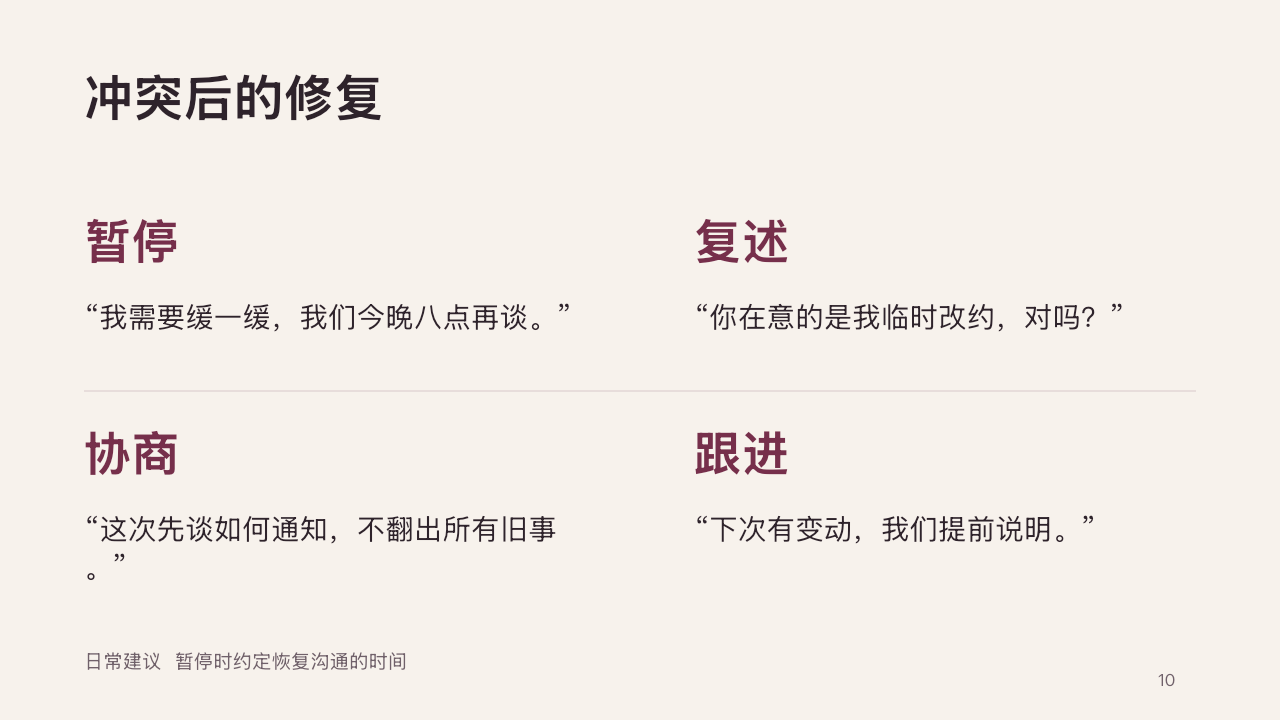 冲突后的修复
暂停
“我需要缓一缓，我们今晚八点再谈。”
复述
“你在意的是我临时改约，对吗？”
协商
“这次先谈如何通知，不翻出所有旧事
。”
跟进
“下次有变动，我们提前说明。”
日常建议 暂停时约定恢复沟通的时间
10